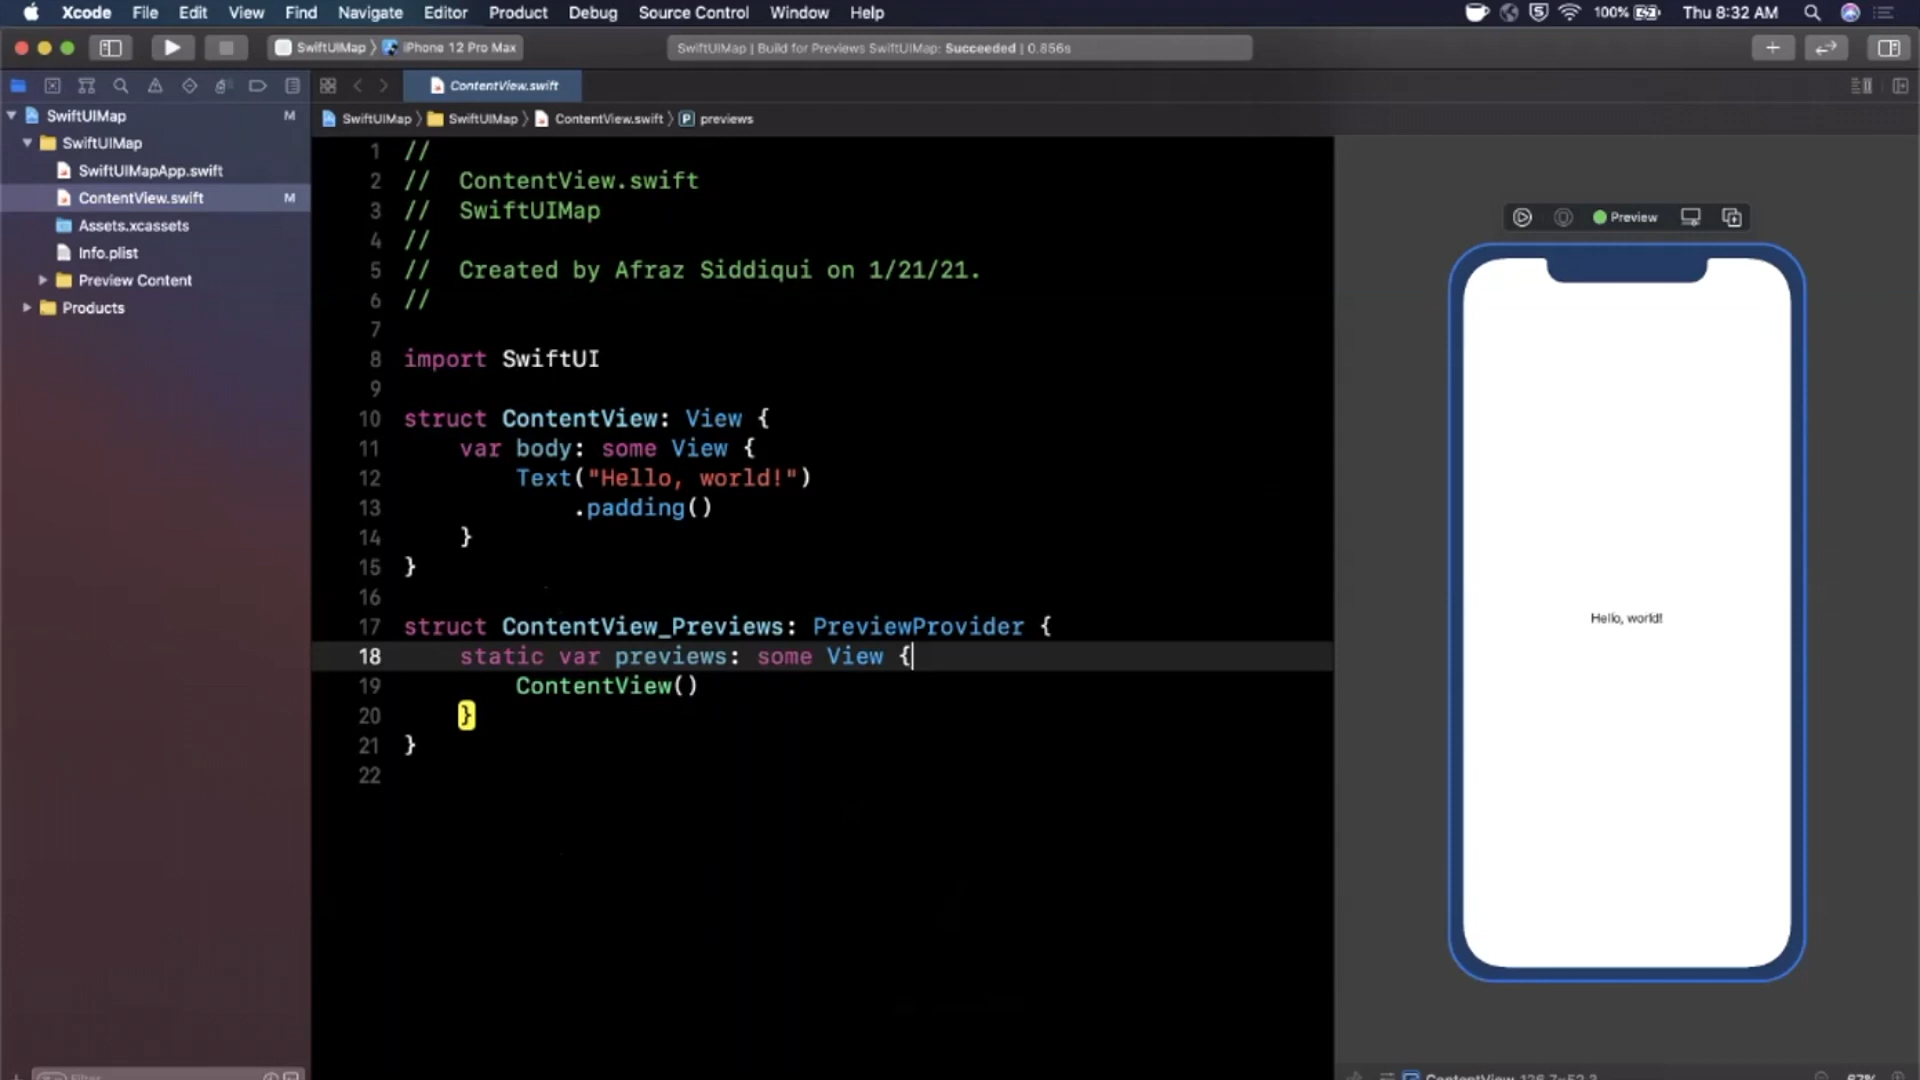 Xcode File Edit View Find Navigate Editor Product Debug Source Control Window Help 100% Thu 8:32 AM
SwiftUIMap iPhone 12 Pro Max SwiftUIMap | Build for Previews SwiftUIMap: Succeeded | 0.856s
ContentView.swift
SwiftUIMap M
SwiftUIMap
SwiftUIMapApp.swift
ContentView.swift M
Assets.xcassets
Info.plist
Preview Content
Products
Filter
SwiftUIMap SwiftUIMap ContentView.swift P previews
1 //
2 //  ContentView.swift
3 //  SwiftUIMap
4 //
5 //  Created by Afraz Siddiqui on 1/21/21.
6 //
7
8 import SwiftUI
9
10 struct ContentView: View {
11     var body: some View {
12         Text("Hello, world!")
13             .padding()
14     }
15 }
16
17 struct ContentView_Previews: PreviewProvider {
18     static var previews: some View {
19         ContentView()
20     }
21 }
22
Preview
Hello, world!
ContentView